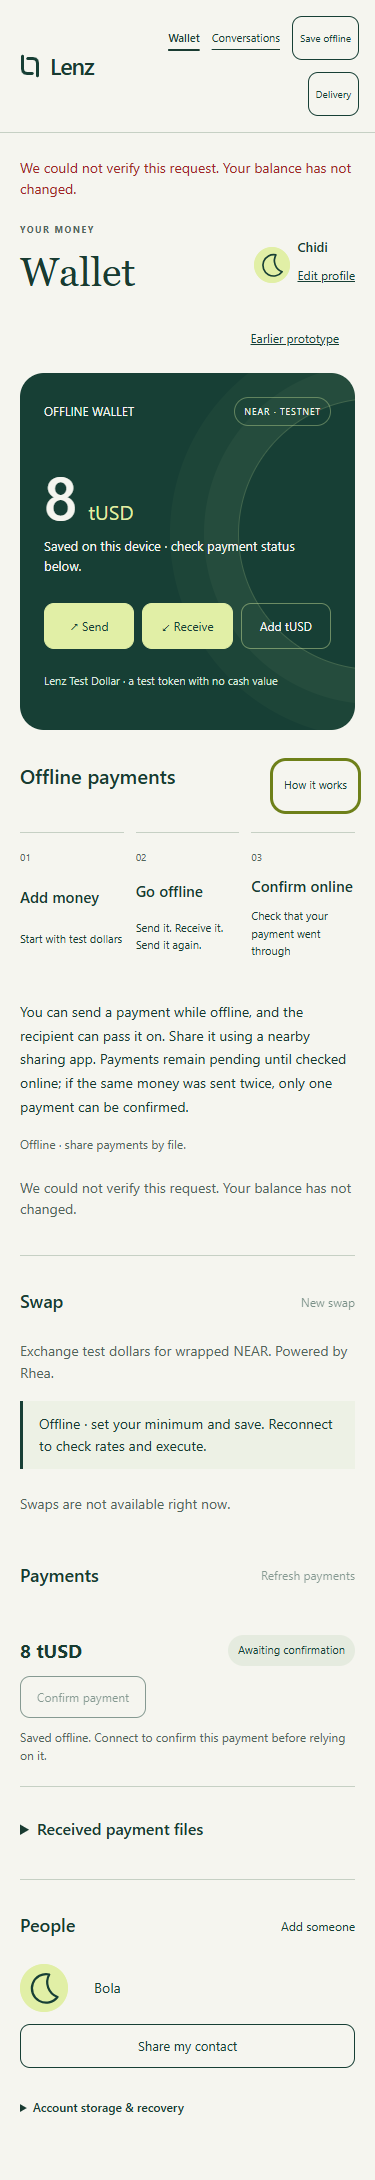 Lenz
Wallet
Conversations
Save offline
Delivery
We could not verify this request. Your balance has not
changed.
YOUR MONEY
Wallet
Chidi
Edit profile
Earlier prototype
OFFLINE WALLET
NEAR · TESTNET
8 tUSD
Saved on this device · check payment status
below.
↗ Send
↙ Receive
Add tUSD
Lenz Test Dollar · a test token with no cash value
Offline payments
How it works
01
Add money
Start with test dollars
02
Go offline
Send it. Receive it.
Send it again.
03
Confirm online
Check that your
payment went
through
You can send a payment while offline, and the
recipient can pass it on. Share it using a nearby
sharing app. Payments remain pending until checked
online; if the same money was sent twice, only one
payment can be confirmed.
Offline · share payments by file.
We could not verify this request. Your balance has not
changed.
Swap
New swap
Exchange test dollars for wrapped NEAR. Powered by
Rhea.
Offline · set your minimum and save. Reconnect
to check rates and execute.
Swaps are not available right now.
Payments
Refresh payments
8 tUSD
Awaiting confirmation
Confirm payment
Saved offline. Connect to confirm this payment before relying
on it.
Received payment files
People
Add someone
Bola
Share my contact
Account storage & recovery